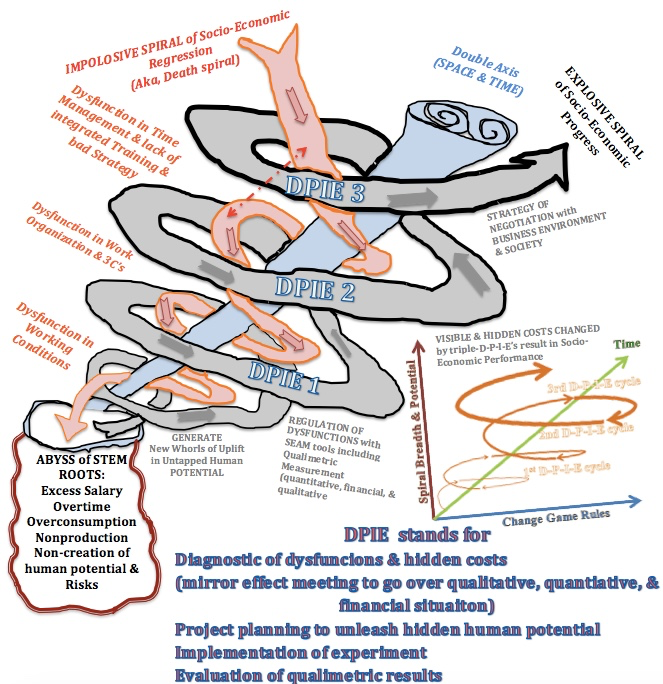 IMPOLOSIVE SPIRAL of Socio-Economic
Regression
(Aka, Death spiral)
Double Axis
(SPACE & TIME)
EXPLOSIVE SPIRAL
of Socio-Economic
Progress
Dysfunction in Time
Management & lack of
integrated Training &
bad Strategy
DPIE 3
STRATEGY OF
NEGOTIATION with
BUSINESS ENVIRONMENT
& SOCIETY
Dysfunction in Work
Organization & 3C's
DPIE 2
Dysfunction in
Working
Conditions
DPIE 1
VISIBLE & HIDDEN COSTS CHANGED
by triple-D-P-I-E's result in Socio-
Economic Performance
Time
Spiral Breadth & Potential
3rd D-P-I-E cycle
2nd D-P-I-E cycle
1st D-P-I-E cycle
Change Game Rules
GENERATE
New Whorls of Uplift
in Untapped Human
POTENTIAL
REGULATION OF
DYSFUNCTIONS with
SEAM tools including
Qualimetric
Measurement
(quantitative, financial, &
qualitative
ABYSS of STEM
ROOTS:
Excess Salary
Overtime
Overconsumption
Nonproduction
Non-creation of
human potential &
Risks
DPIE stands for
Diagnostic of dysfuncions & hidden costs
(mirror effect meeting to go over qualitative, quantiative, &
financial situaiton)
Project planning to unleash hidden human potential
Implementation of experiment
Evaluation of qualimetric results